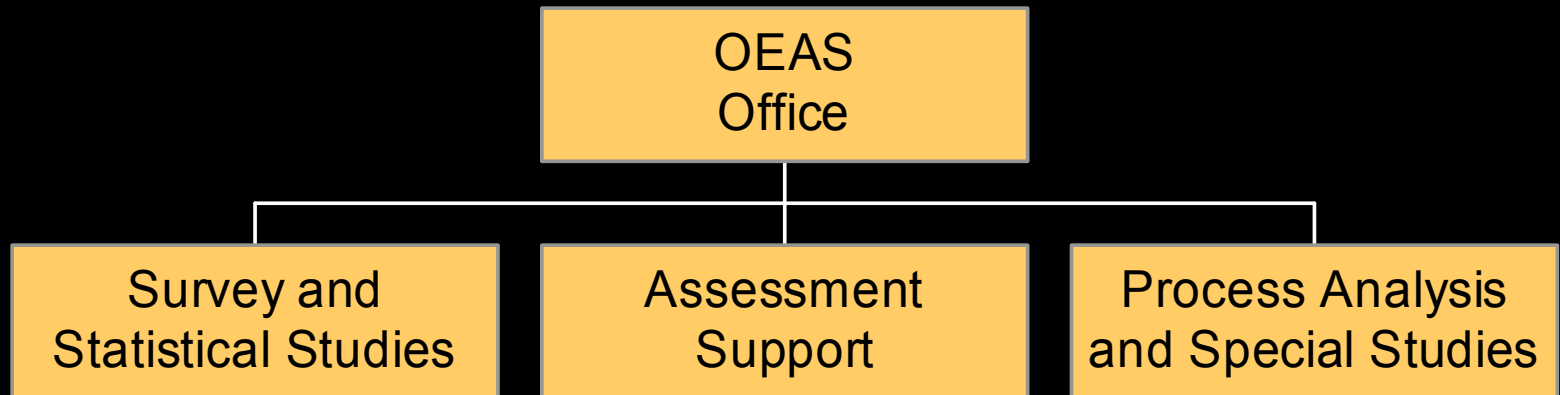 OEAS
Office
Survey and
Statistical Studies
Assessment
Support
Process Analysis
and Special Studies